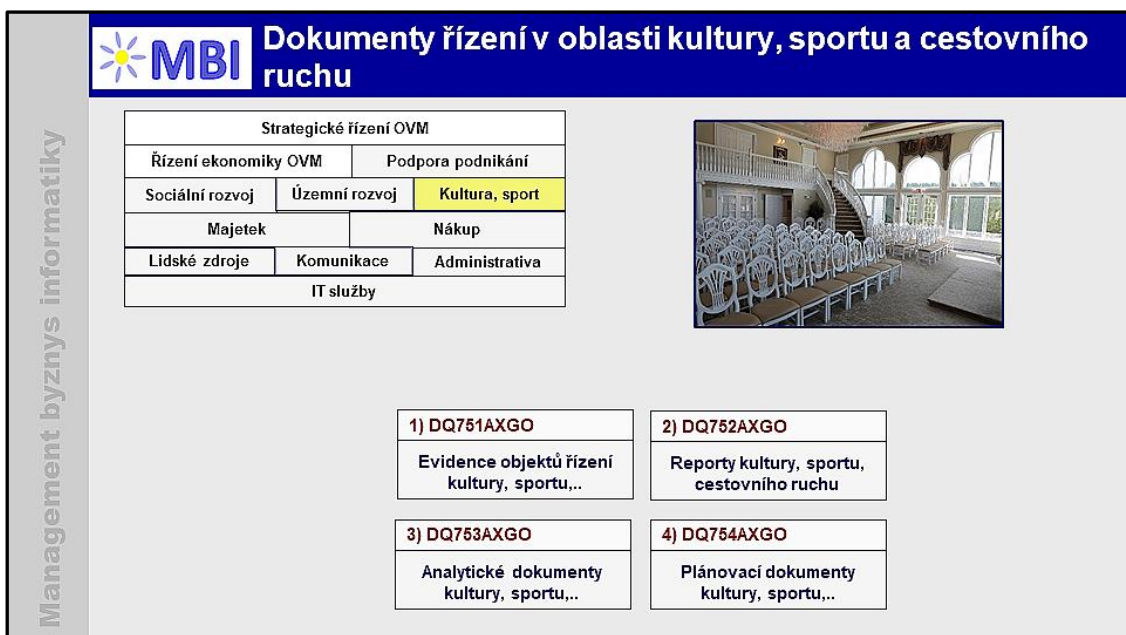 MBI
Dokumenty řízení v oblasti kultury, sportu a cestovního
ruchu
Management byznys informatiky
Strategické řízení OVM
Řízení ekonomiky OVM
Podpora podnikání
Sociální rozvoj
Územní rozvoj
Kultura, sport
Majetek
Nákup
Lidské zdroje
Komunikace
Administrativa
IT služby
1) DQ751AXGO
Evidence objektů řízení
kultury, sportu,..
2) DQ752AXGO
Reporty kultury, sportu,
cestovního ruchu
3) DQ753AXGO
Analytické dokumenty
kultury, sportu,..
4) DQ754AXGO
Plánovací dokumenty
kultury, sportu,..